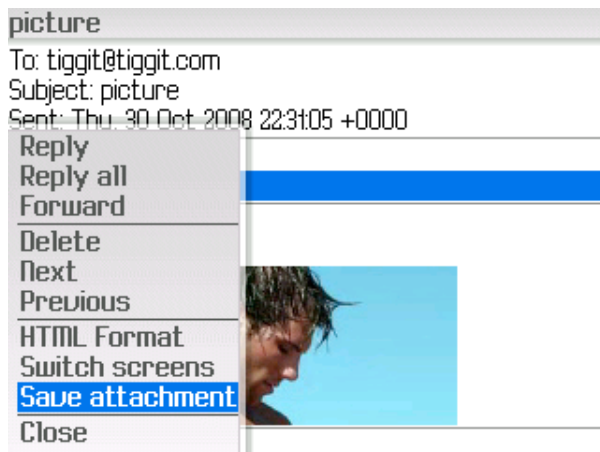 picture
To: tiggit@tiggit.com
Subject: picture
Sent: Thu, 30 Oct 2008 22:31:05 +0000
Reply
Reply all
Forward
Delete
Next
Previous
HTML Format
Switch screens
Save attachment
Close